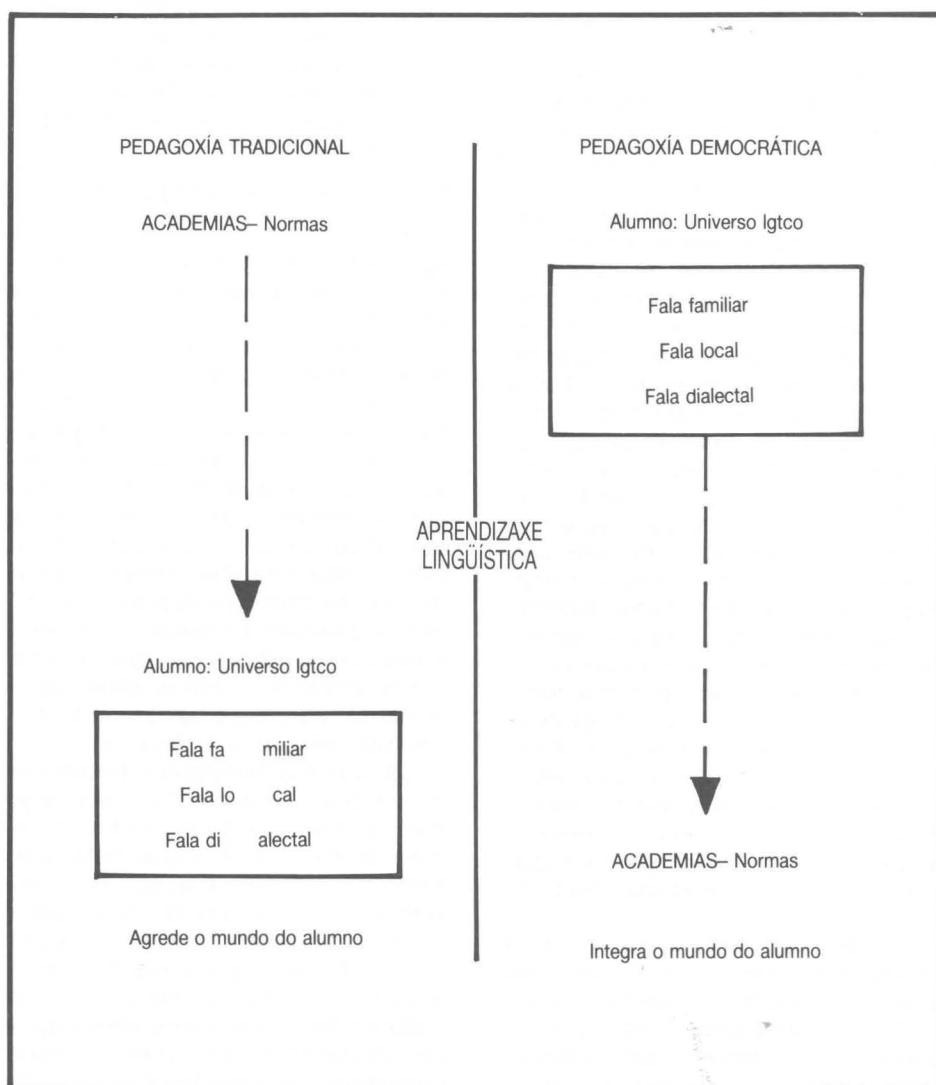 PEDAGOXÍA TRADICIONAL
ACADEMIAS– Normas
Alumno: Universo lgtco
Fala fa miliar
Fala lo cal
Fala di alectal
Agrede o mundo do alumno
APRENDIZAXE
LINGÜÍSTICA
PEDAGOXÍA DEMOCRÁTICA
Alumno: Universo lgtco
Fala familiar
Fala local
Fala dialectal
ACADEMIAS– Normas
Integra o mundo do alumno